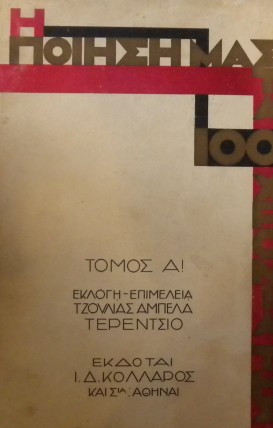 Η
ΠΟΙΗΣΗ ΜΑΣ
100
ΤΟΜΟΣ Α!
ΕΚΛΟΓΗ-ΕΠΙΜΕΛΕΙΑ
ΤΖΟΥΛΙΑΣ ΑΜΠΕΛΑ
ΤΕΡΕΝΤΣΙΟ
ΕΚΔΟΤΑΙ
Ι.Δ.ΚΟΛΛΑΡΟΣ
ΚΑΙ ΣΙΑ: ΑΘΗΝΑΙ